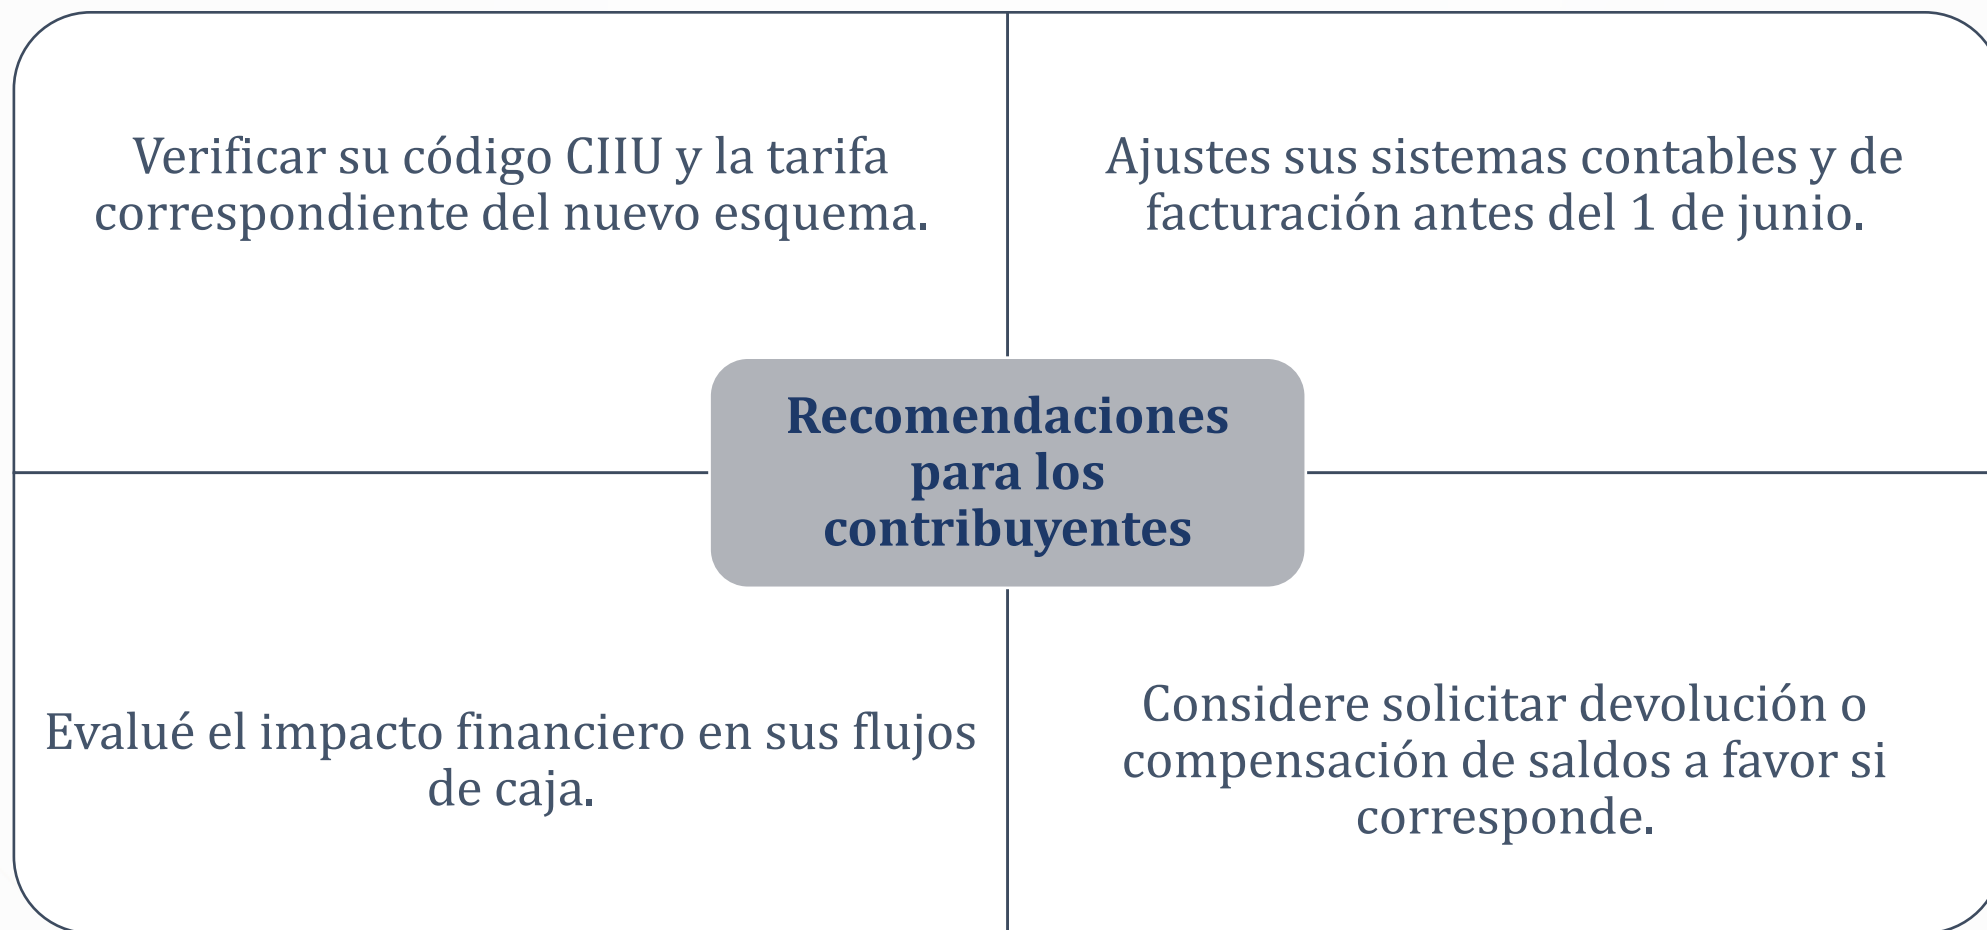 Verificar su código CIIU y la tarifa
correspondiente del nuevo esquema.
Ajustes sus sistemas contables y de
facturación antes del 1 de junio.
Recomendaciones
para los
contribuyentes
Evalué el impacto financiero en sus flujos
de caja.
Considere solicitar devolución o
compensación de saldos a favor si
corresponde.